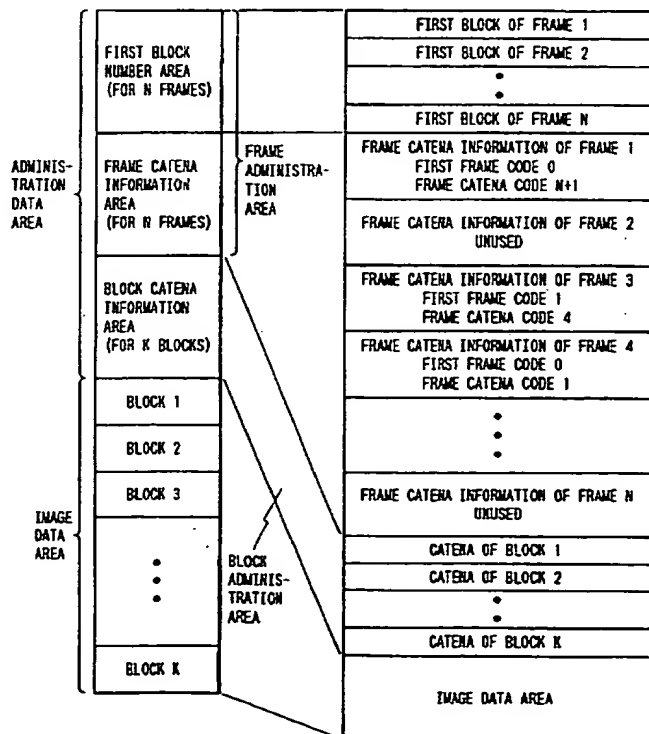 ADMINIS-
TRATION
DATA
AREA
IMAGE
DATA
AREA
FIRST BLOCK
NUMBER AREA
(FOR N FRAMES)
FRAME CATENA
INFORMATION
AREA
(FOR N FRAMES)
BLOCK CATENA
INFORMATION
AREA
(FOR K BLOCKS)
BLOCK 1
BLOCK 2
BLOCK 3
BLOCK K
FRAME
ADMINISTRA-
TION
AREA
BLOCK
ADMINIS-
TRATION
AREA
FIRST BLOCK OF FRAME 1
FIRST BLOCK OF FRAME 2
FIRST BLOCK OF FRAME N
FRAME CATENA INFORMATION OF FRAME 1
FIRST FRAME CODE 0
FRAME CATENA CODE N+1
FRAME CATENA INFORMATION OF FRAME 2
UNUSED
FRAME CATENA INFORMATION OF FRAME 3
FIRST FRAME CODE 1
FRAME CATENA CODE 4
FRAME CATENA INFORMATION OF FRAME 4
FIRST FRAME CODE 0
FRAME CATENA CODE 1
FRAME CATENA INFORMATION OF FRAME N
UNUSED
CATENA OF BLOCK 1
CATENA OF BLOCK 2
CATENA OF BLOCK K
IMAGE DATA AREA